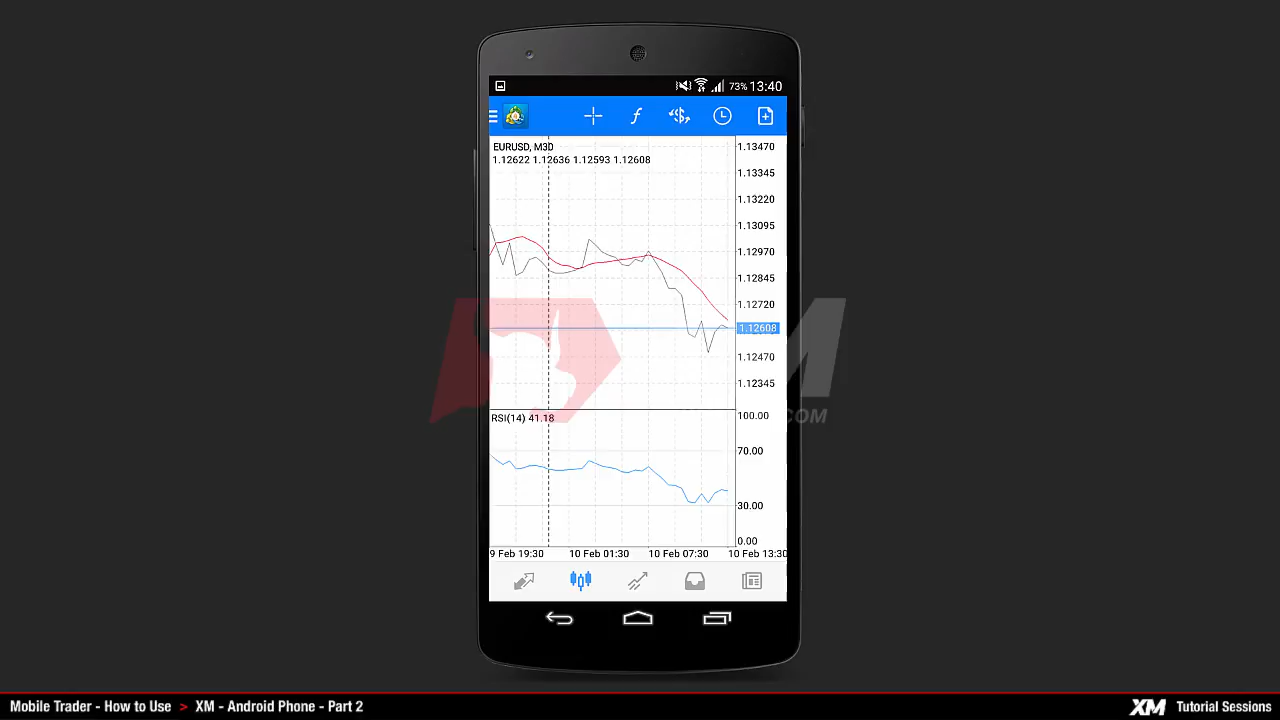 73% 13:40
EURUSD, M30
1.12622 1.12636 1.12593 1.12608
1.13470
1.13345
1.13220
1.13095
1.12970
1.12845
1.12720
1.12608
1.12470
1.12345
M
.COM
RSI(14) 41.18
100.00
70.00
30.00
0.00
9 Feb 19:30 10 Feb 01:30 10 Feb 07:30 10 Feb 13:30
Mobile Trader - How to Use > XM - Android Phone - Part 2
XM Tutorial Sessions